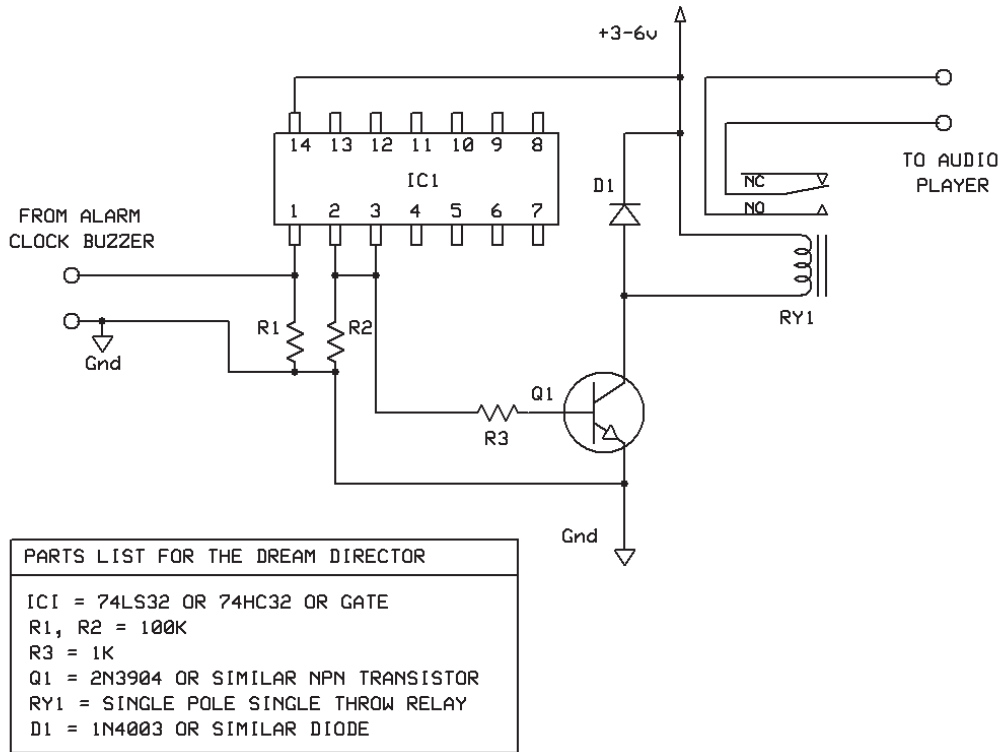 +3-6v
14 13 12 11 10 9 8
IC1
1 2 3 4 5 6 7
FROM ALARM
CLOCK BUZZER
Gnd
R1
R2
R3
Q1
D1
NC
NO
RY1
TO AUDIO
PLAYER
Gnd
PARTS LIST FOR THE DREAM DIRECTOR
ICI = 74LS32 OR 74HC32 OR GATE
R1, R2 = 100K
R3 = 1K
Q1 = 2N3904 OR SIMILAR NPN TRANSISTOR
RY1 = SINGLE POLE SINGLE THROW RELAY
D1 = 1N4003 OR SIMILAR DIODE